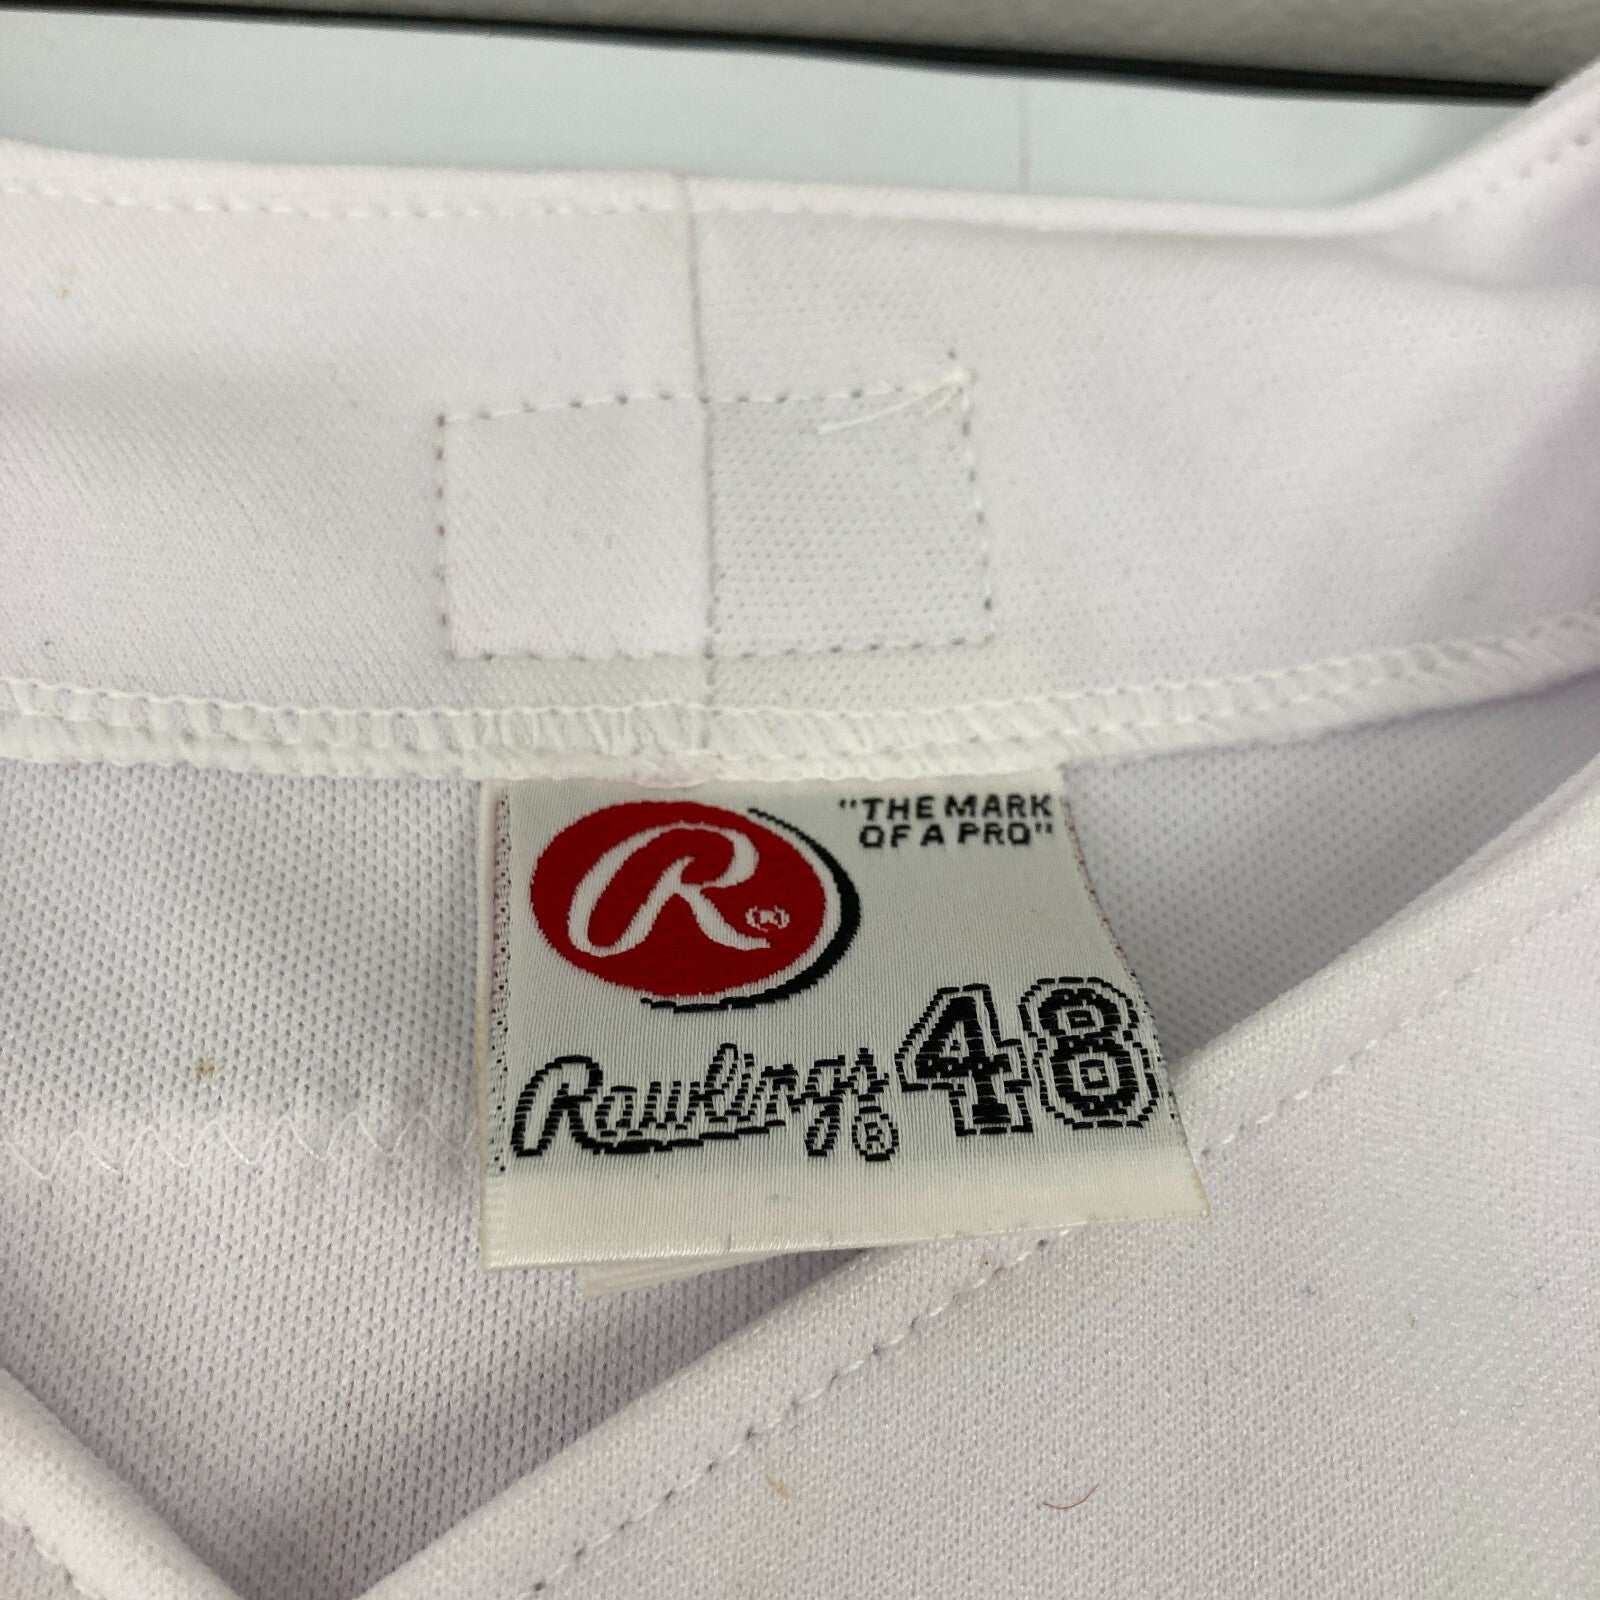 "THE MARK
OF A PRO"
R®
Rawlings® 48